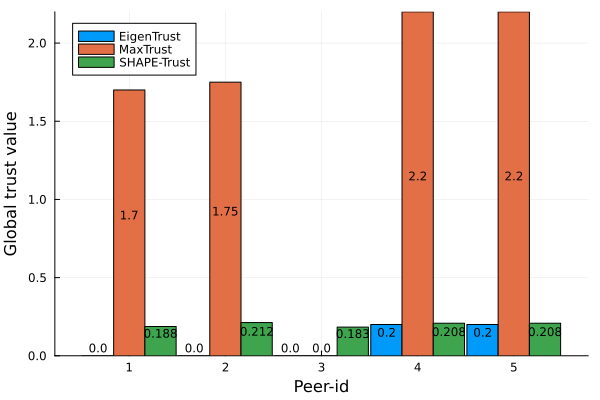 EigenTrust
MaxTrust
SHAPE-Trust
Global trust value
2.0
1.5
1.0
0.5
0.0
0.0 1.7 0.188
0.0 1.75 0.212
0.0 0.0 0.183
0.2 2.2 0.208
0.2 2.2 0.208
1 2 3 4 5
Peer-id